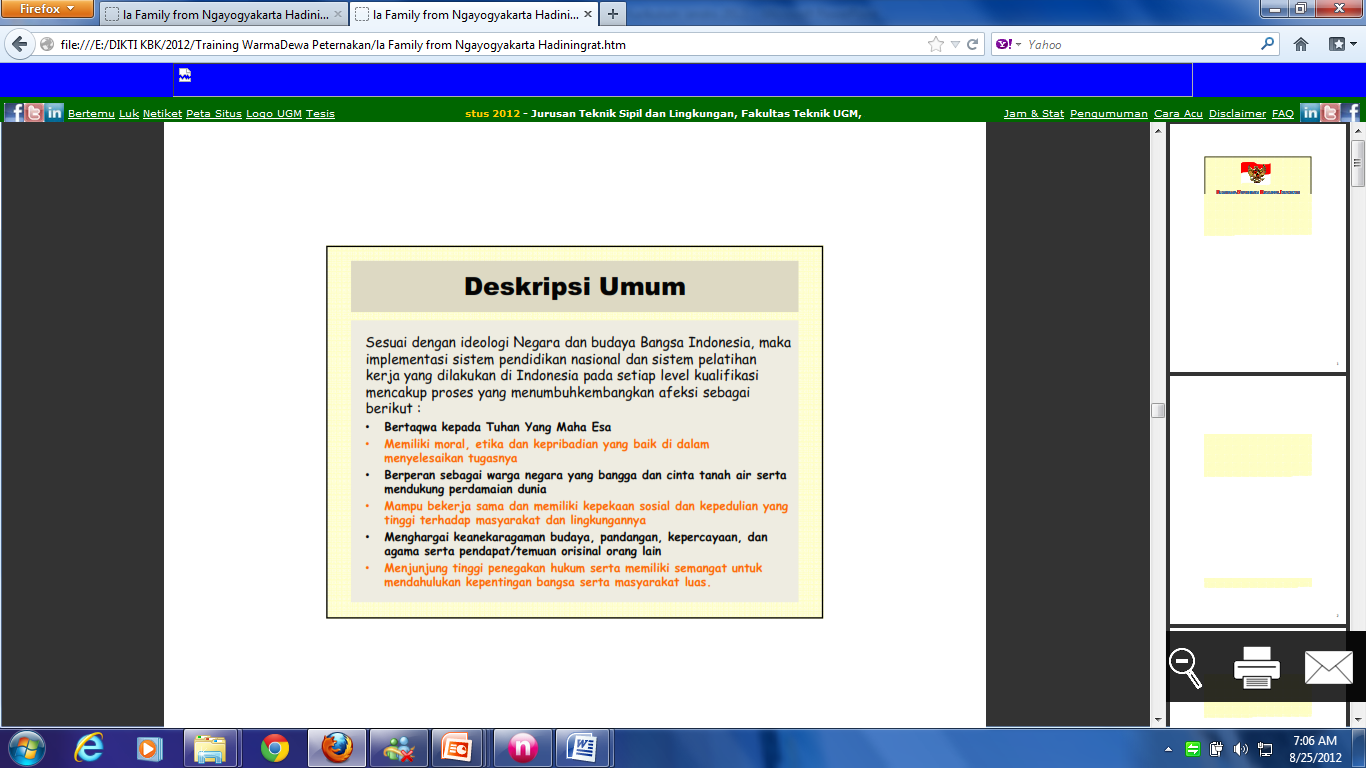 Firefox
Ia Family from Ngayogyakarta Hadini...
Ia Family from Ngayogyakarta Hadini...
file:///E:/DIKTI KBK/2012/Training WarmaDewa Peternakan/Ia Family from Ngayogyakarta Hadiningrat.htm
Yahoo
Bertemu Luk Netiket Peta Situs Logo UGM Tesis
stus 2012 - Jurusan Teknik Sipil dan Lingkungan, Fakultas Teknik UGM,
Jam & Stat Pengumuman Cara Acu Disclaimer FAQ
Deskripsi Umum
Sesuai dengan ideologi Negara dan budaya Bangsa Indonesia, maka
implementasi sistem pendidikan nasional dan sistem pelatihan
kerja yang dilakukan di Indonesia pada setiap level kualifikasi
mencakup proses yang menumbuhkembangkan afeksi sebagai
berikut :
• Bertaqwa kepada Tuhan Yang Maha Esa
• Memiliki moral, etika dan kepribadian yang baik di dalam
menyelesaikan tugasnya
• Berperan sebagai warga negara yang bangga dan cinta tanah air serta
mendukung perdamaian dunia
• Mampu bekerja sama dan memiliki kepekaan sosial dan kepedulian yang
tinggi terhadap masyarakat dan lingkungannya
• Menghargai keanekaragaman budaya, pandangan, kepercayaan, dan
agama serta pendapat/temuan orisinal orang lain
• Menjunjung tinggi penegakan hukum serta memiliki semangat untuk
mendahulukan kepentingan bangsa serta masyarakat luas.
7:06 AM
8/25/2012